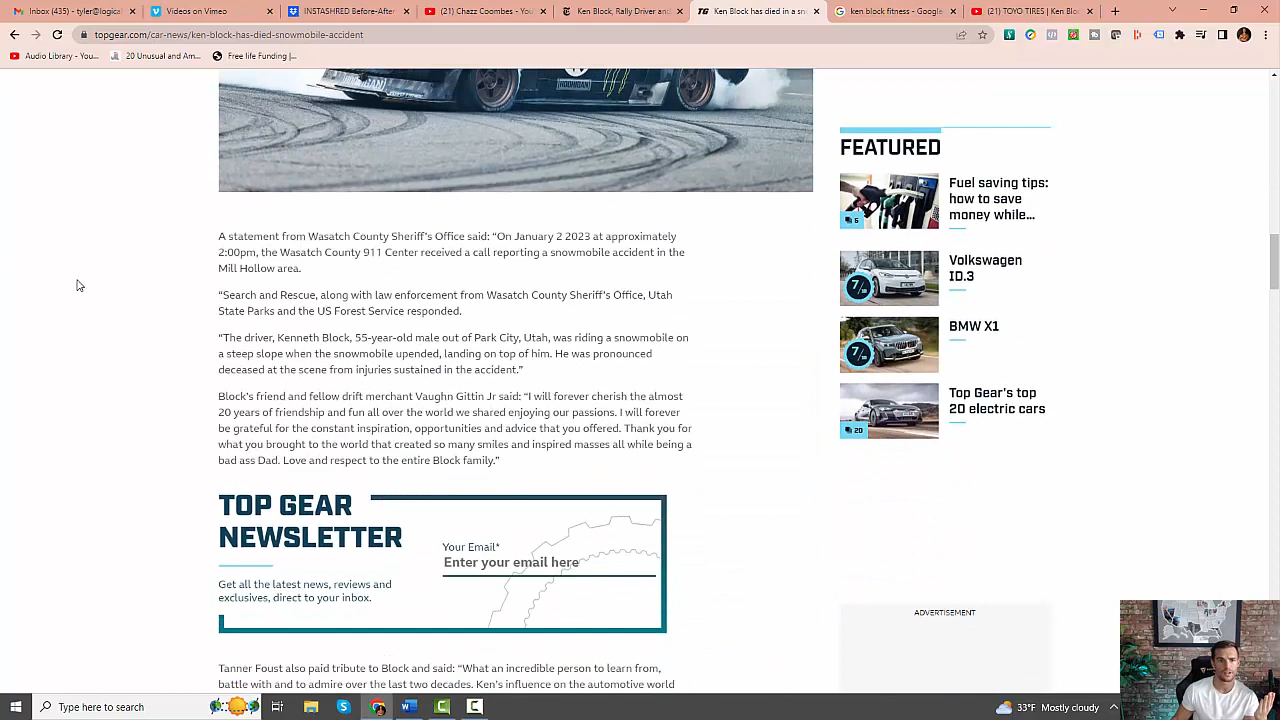 Inbox (435) - tyler@logical
Videos on Vimeo
INSTASHRED Before-After
(21) Chazz Coombes - You
Ken Block, Rally Driver and
TG Ken Block has died in a sn
ken block fitness - Google
(21) TOYO TIRES | Ken Bloc
topgear.com/car-news/ken-block-has-died-snowmobile-accident
Audio Library - You...
20 Unusual and Am...
Free life Funding |...
HOONIGAN
FEATURED
Fuel saving tips:
how to save
money while...
5
Volkswagen
ID.3
7/10
BMW X1
7/10
Top Gear's top
20 electric cars
20
A statement from Wasatch County Sheriff's Office said: “On January 2 2023 at approximately
2:00pm, the Wasatch County 911 Center received a call reporting a snowmobile accident in the
Mill Hollow area.
“Search and Rescue, along with law enforcement from Wasatch County Sheriff's Office, Utah
State Parks and the US Forest Service responded.
“The driver, Kenneth Block, 55-year-old male out of Park City, Utah, was riding a snowmobile on
a steep slope when the snowmobile upended, landing on top of him. He was pronounced
deceased at the scene from injuries sustained in the accident.”
Block's friend and fellow drift merchant Vaughn Gittin Jr said: “I will forever cherish the almost
20 years of friendship and fun all over the world we shared enjoying our passions. I will forever
be grateful for the constant inspiration, opportunities and advice that you offered. Thank you for
what you brought to the world that created so many smiles and inspired masses all while being a
bad ass Dad. Love and respect to the entire Block family.”
TOP GEAR
NEWSLETTER
Get all the latest news, reviews and
exclusives, direct to your inbox.
Your Email*
Enter your email here
ADVERTISEMENT
Tanner Foust also paid tribute to Block and said: “What an incredible person to learn from,
battle with and to admire over the last two decades. Ken's influence on the automotive world
Type here to search
33°F Mostly cloudy